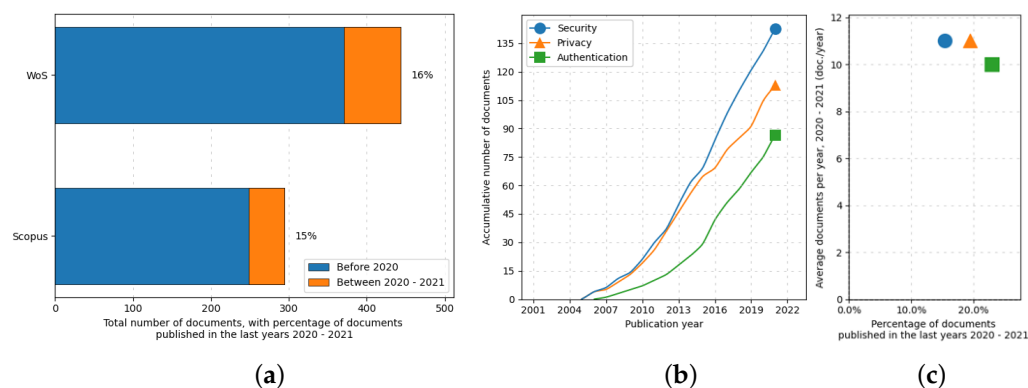 WoS
16%
Scopus
15%
Before 2020
Between 2020 - 2021
0 100 200 300 400 500
Total number of documents, with percentage of documents
published in the last years 2020 - 2021
(a)
Security
Privacy
Authentication
Accumulative number of documents
135
120
105
90
75
60
45
30
15
0
2001 2004 2007 2010 2013 2016 2019 2022
Publication year
(b)
Average documents per year, 2020 - 2021 (doc./year)
12
10
8
6
4
2
0
0.0% 20.0%
Percentage of documents
published in the last years 2020 - 2021
(c)